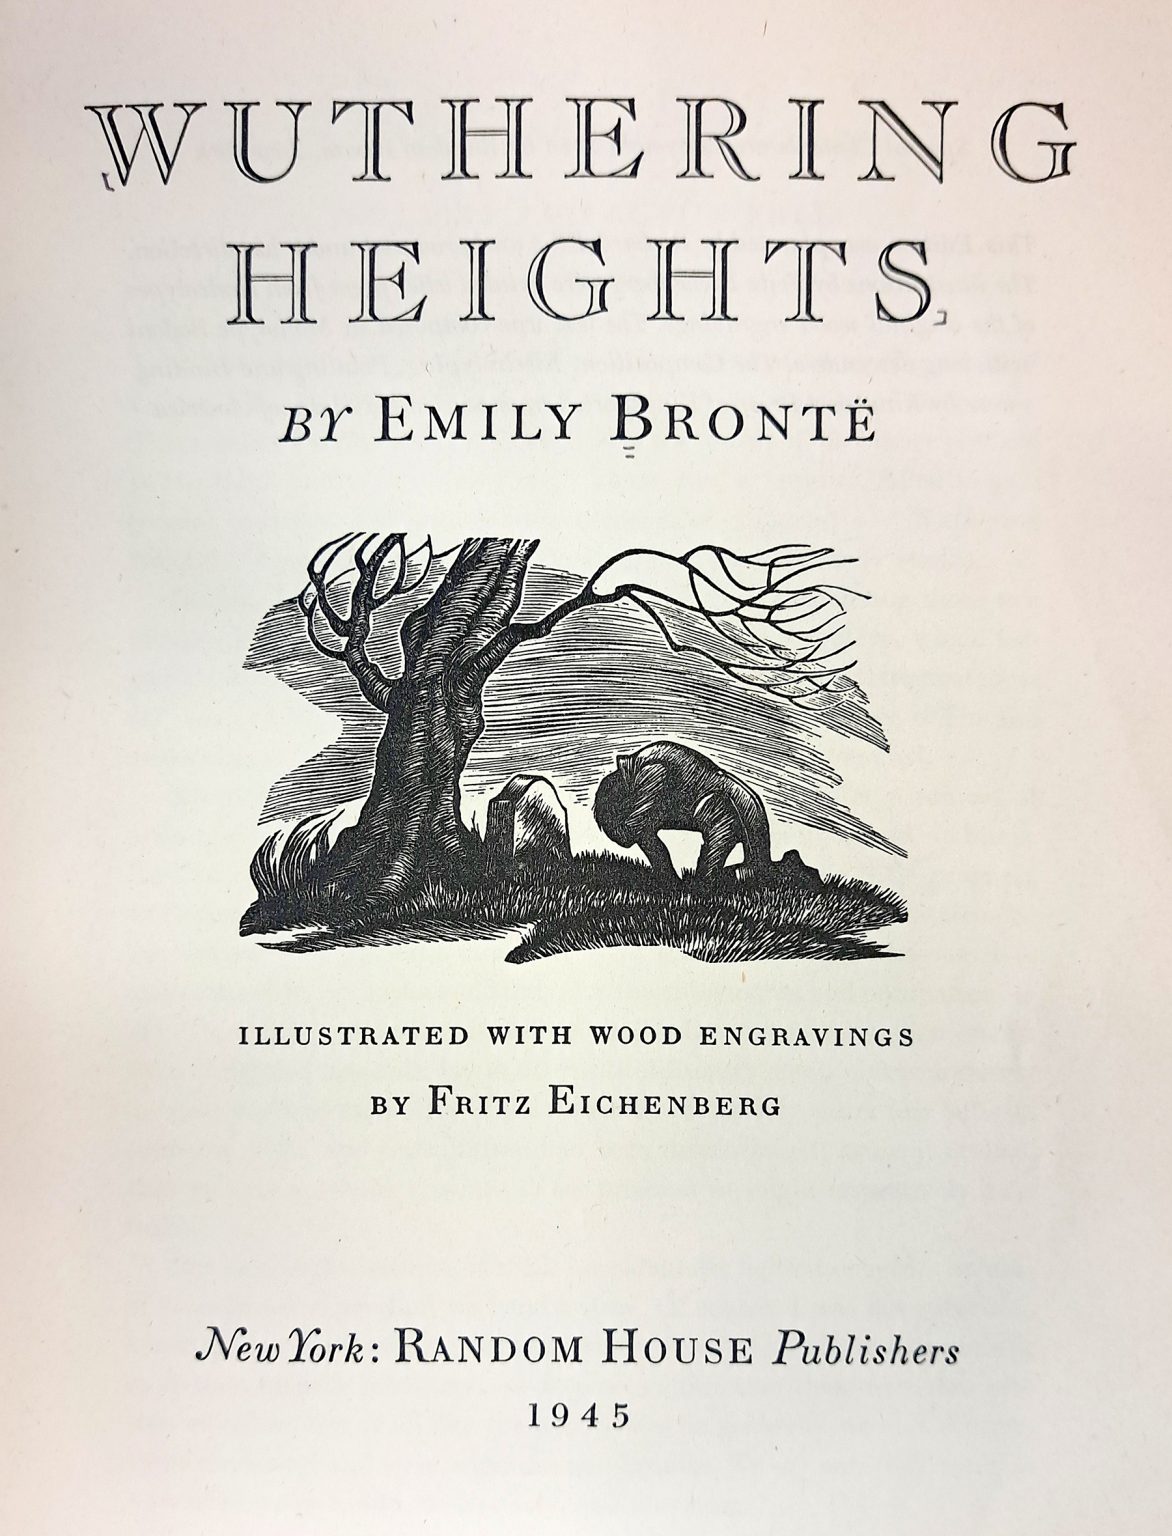 WUTHERING
HEIGHTS
BY EMILY BRONTË
ILLUSTRATED WITH WOOD ENGRAVINGS
BY FRITZ EICHENBERG
New York: RANDOM HOUSE Publishers
1945